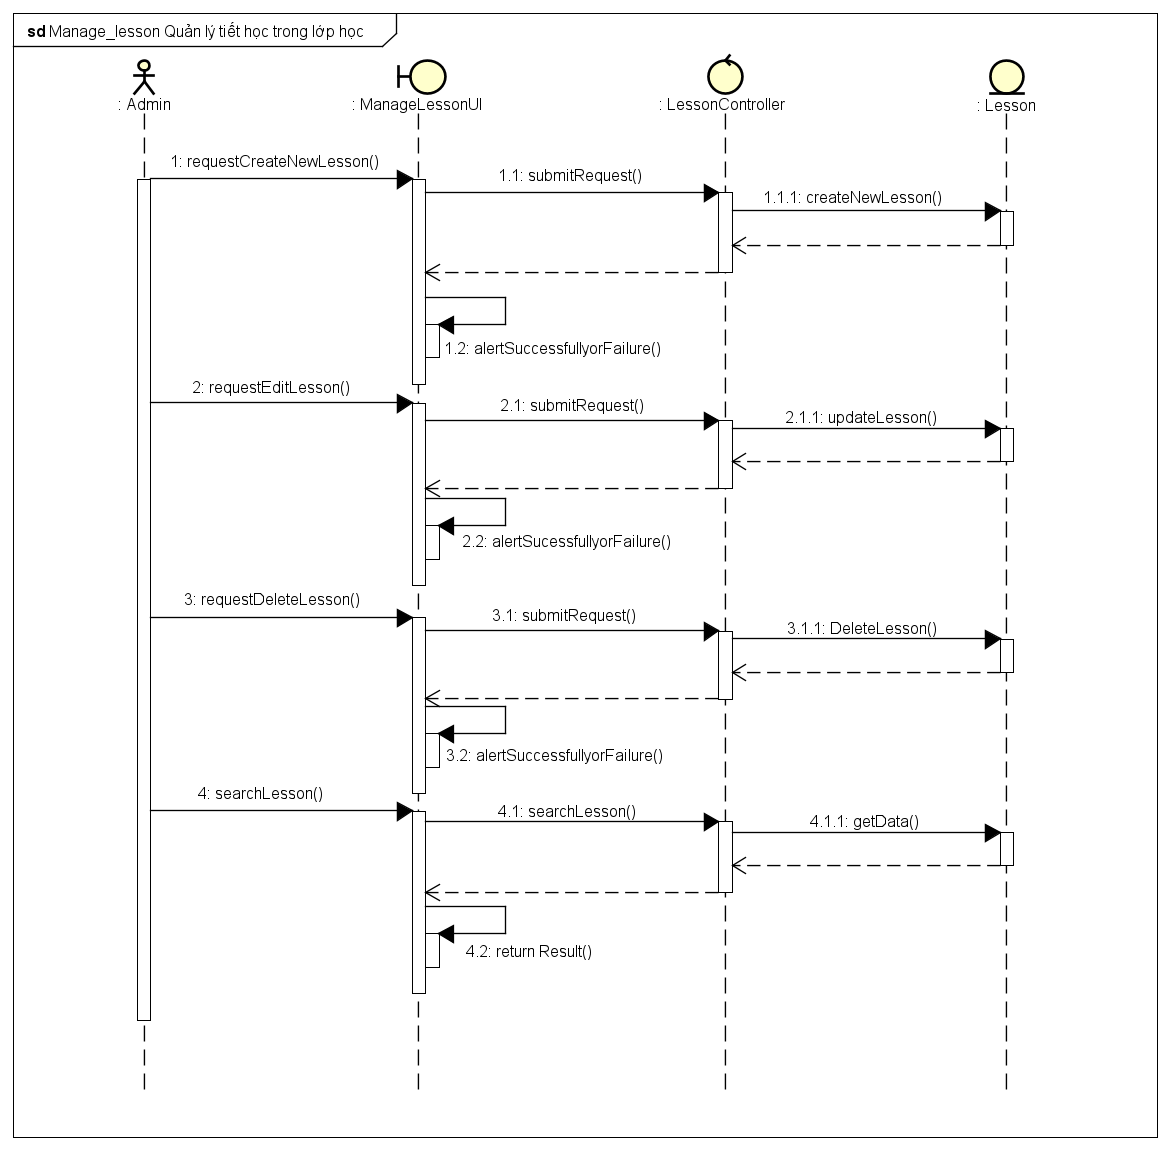 sd Manage_lesson Quản lý tiết học trong lớp học
: Admin
: ManageLessonUI
: LessonController
: Lesson
1: requestCreateNewLesson()
1.1: submitRequest()
1.1.1: createNewLesson()
1.2: alertSuccessfullyorFailure()
2: requestEditLesson()
2.1: submitRequest()
2.1.1: updateLesson()
2.2: alertSucessfullyorFailure()
3: requestDeleteLesson()
3.1: submitRequest()
3.1.1: DeleteLesson()
3.2: alertSuccessfullyorFailure()
4: searchLesson()
4.1: searchLesson()
4.1.1: getData()
4.2: return Result()